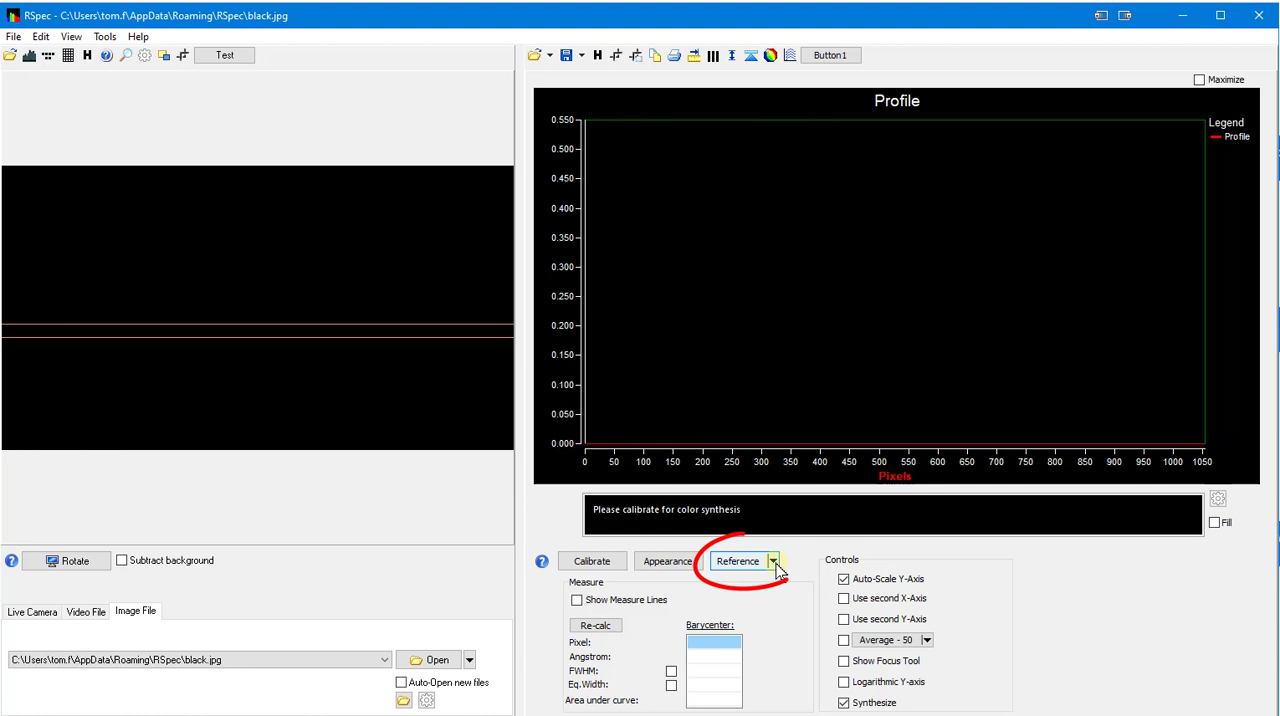 RSpec - C:\Users\tom.f\AppData\Roaming\RSpec\black.jpg
File Edit View Tools Help
H Test
H Button1
Maximize
Profile
Legend
Profile
0.550
0.500
0.450
0.400
0.350
0.300
0.250
0.200
0.150
0.100
0.050
0.000
0 50 100 150 200 250 300 350 400 450 500 550 600 650 700 750 800 850 900 950 1000 1050
Pixels
Please calibrate for color synthesis
Fill
Rotate Subtract background
Live Camera Video File Image File
C:\Users\tom.f\AppData\Roaming\RSpec\black.jpg Open
Auto-Open new files
Calibrate Appearance Reference
Measure
Show Measure Lines
Re-calc Barycenter:
Pixel:
Angstrom:
FWHM:
Eq.Width:
Area under curve:
Controls
Auto-Scale Y-Axis
Use second X-Axis
Use second Y-Axis
Average - 50
Show Focus Tool
Logarithmic Y-axis
Synthesize